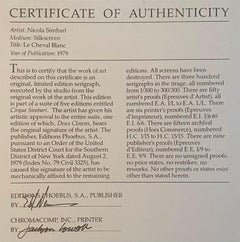 CERTIFICATE OF AUTHENTICITY
Artist: Nicola Simbari
Medium: Silkscreen
Title: Le Cheval Blanc
Year of Publication: 1979
This is to certify that the work of art
described on this certificate is an
original, limited edition serigraph,
executed by the studio from the
original work of the artist. This edition
is part of a suite of five editions entitled
Corpus Simbari. The artist has given his
artistic approval to the entire suite, one
edition of which, Deux Clowns, bears
the original signature of the artist. The
publisher, Editions Phoebus, S.A.,
pursuant to an Order of the United
States District Court for the Southern
District of New York dated August 2,
1979 (Index No. 79 Civil 3325), has
caused the signature of the artist to be
mechanically affixed to the remaining
editions. All screens have been
destroyed. There are three hundred
serigraphs in the image, all numbered
from 1/300 to 300/300. There are fifty
artist's proofs (Epreuves d'Artiste), all
numbered E.A. 1/L to E.A. L/L. There
are six printer's proofs (Epreuves
d'Imprimeur). The are numbered E.I. 1/6 to
E.I. 6/6. There are fifteen archival
proofs (Hors Commerce), numbered
H.C. 1/15 to H.C. 15/15. There are nine
publisher's proofs (Epreuves
d'Editeur), numbered E.E. 1/9 to
E.E. 9/9. There are no unsigned proofs,
no prior states, no restrikes, no
reworks. No other proofs or states exist
other than stated herein.
EDITIONS PHOEBUS, S.A., PUBLISHER
BY:
CHROMACOMP, INC., PRINTER
BY: